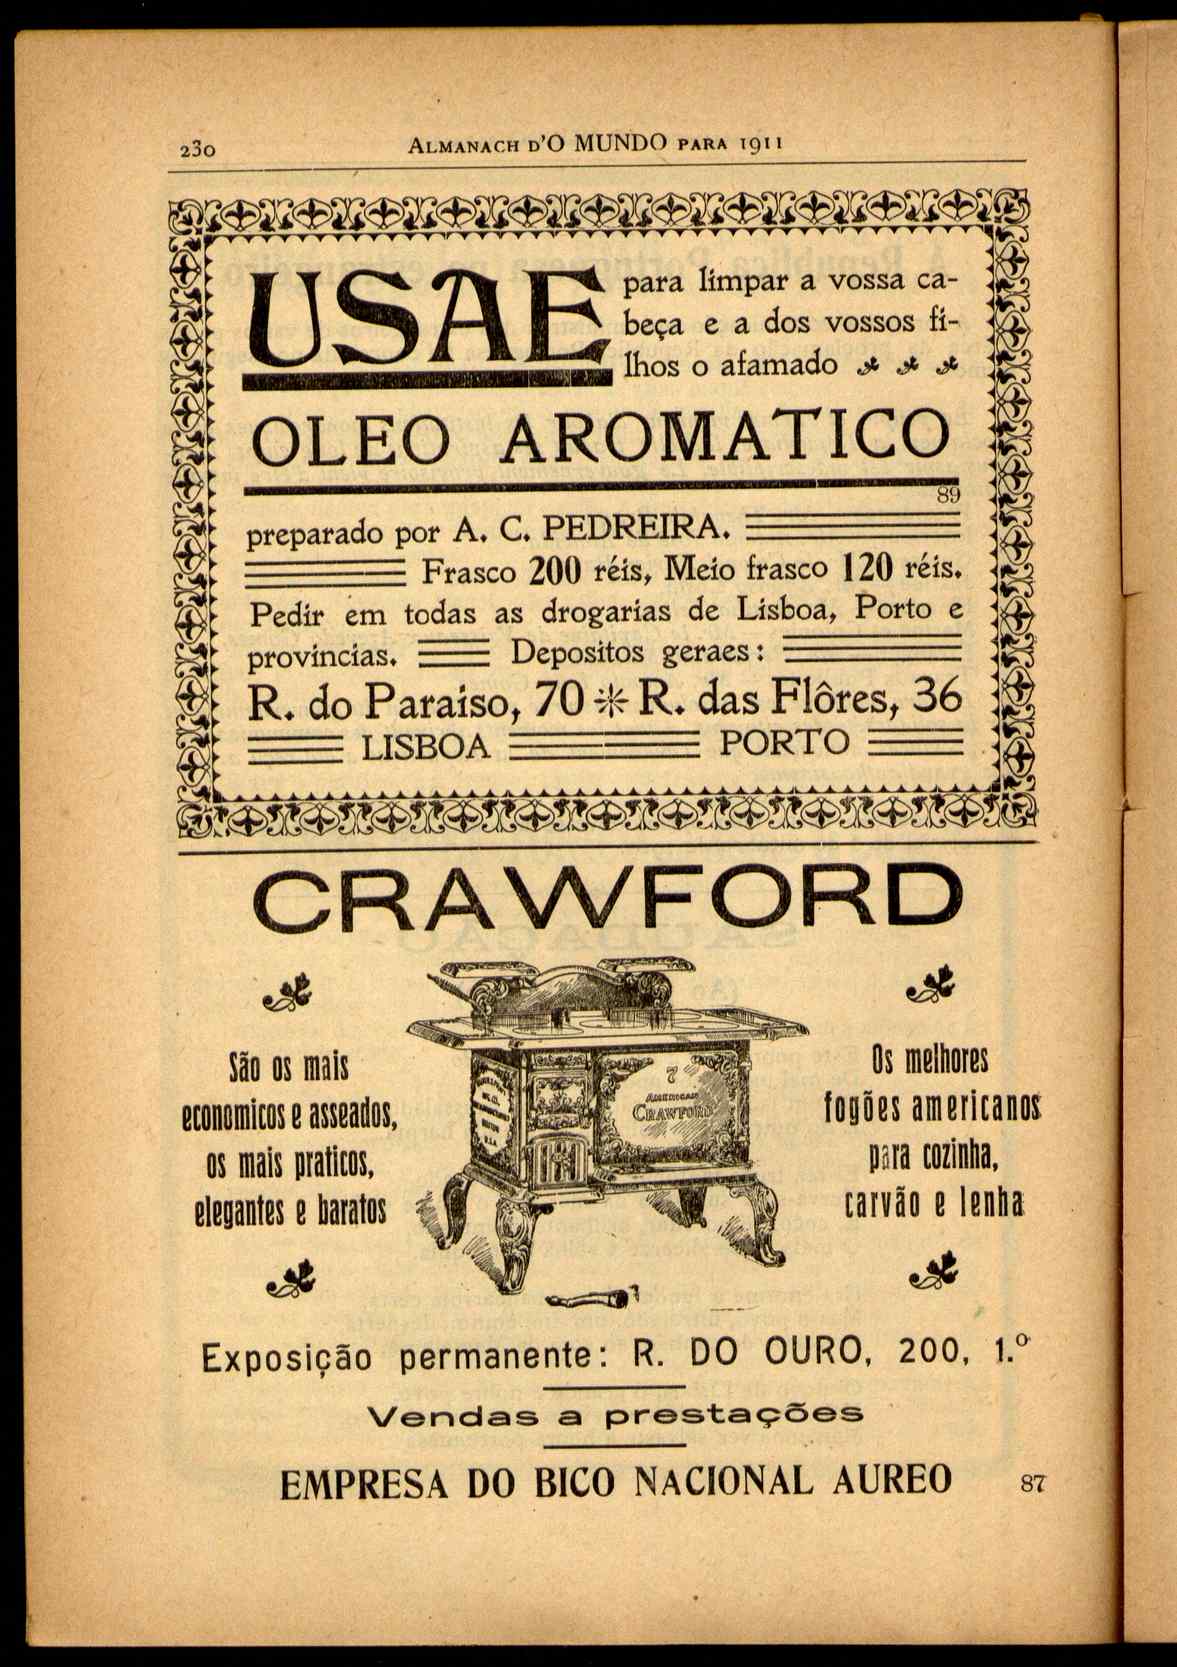 230
ALMANACH D'O MUNDO PARA 1911
USAE
para limpar a vossa ca-
beça e a dos vossos fi-
lhos o afamado
OLEO AROMATICO
89
preparado por A. C. PEDREIRA.
Frasco 200 réis, Meio frasco 120 réis.
Pedir em todas as drogarias de Lisboa, Porto e
provincias. Depositos geraes:
R. do Paraiso, 70 * R. das Flôres, 36
LISBOA PORTO
CRAWFORD
São os mais
economicos e asseados,
os mais praticos,
elegantes e baratos
7
AMERICAN
CRAWFORD
BOSTON
U.S.A.
Os melhores
fogões americanos
para cozinha,
carvão e lenha
Exposição permanente: R. DO OURO, 200, 1.º
Vendas a prestações
EMPRESA DO BICO NACIONAL AUREO
87